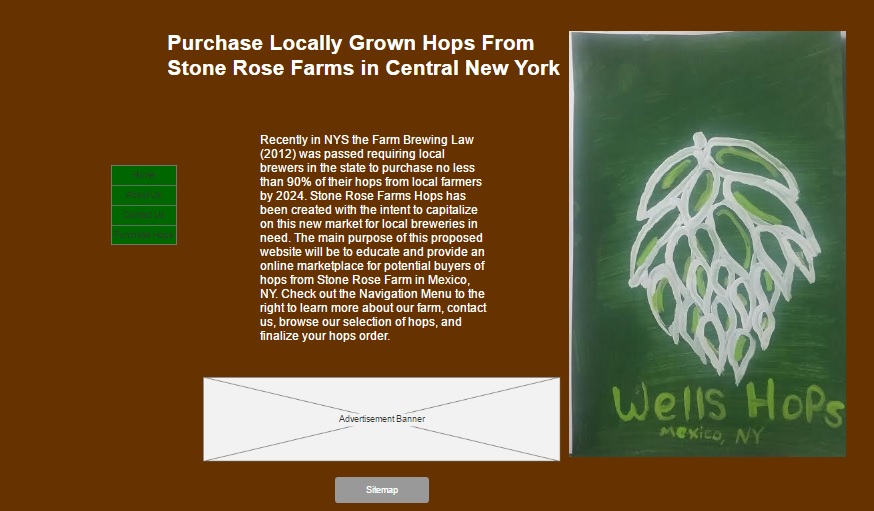 Purchase Locally Grown Hops From
Stone Rose Farms in Central New York
Home
About Us
Contact Us
Purchase Hops
Recently in NYS the Farm Brewing Law
(2012) was passed requiring local
brewers in the state to purchase no less
than 90% of their hops from local farmers
by 2024. Stone Rose Farms Hops has
been created with the intent to capitalize
on this new market for local breweries in
need. The main purpose of this proposed
website will be to educate and provide an
online marketplace for potential buyers of
hops from Stone Rose Farm in Mexico,
NY. Check out the Navigation Menu to the
right to learn more about our farm, contact
us, browse our selection of hops, and
finalize your hops order.
Advertisement Banner
Sitemap
Wells Hops
Mexico, NY